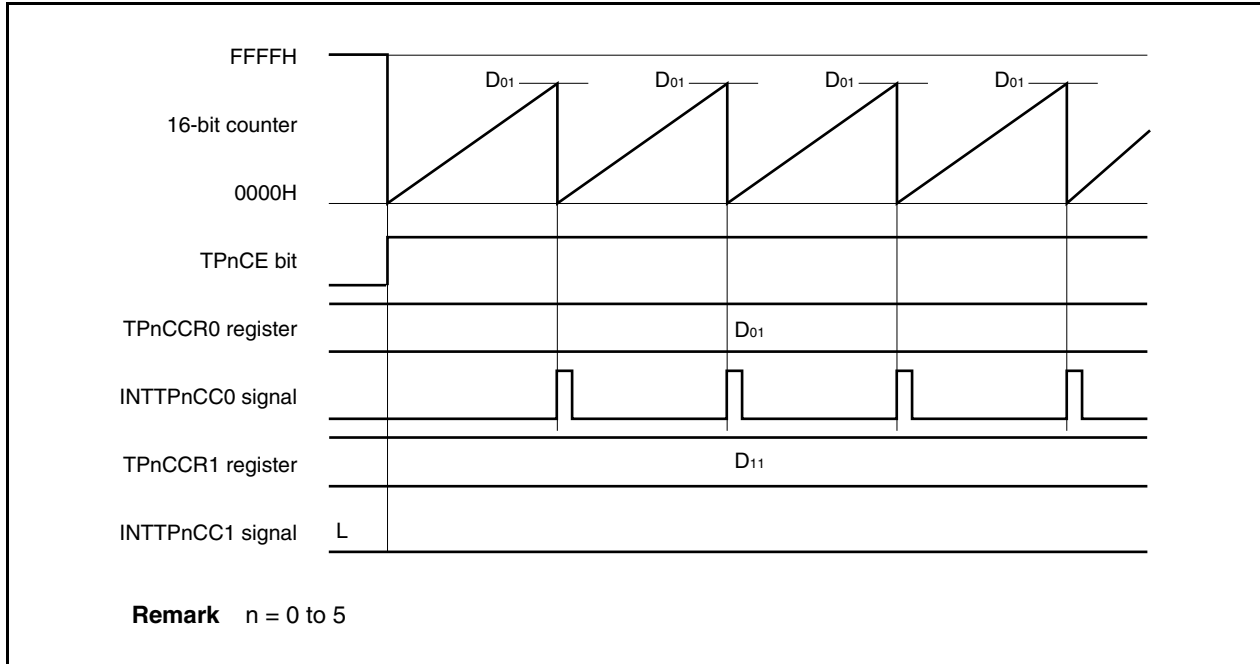 FFFFH
D01 D01 D01 D01
16-bit counter
0000H
TPnCE bit
TPnCCR0 register D01
INTTPnCC0 signal
TPnCCR1 register D11
INTTPnCC1 signal L
Remark n = 0 to 5